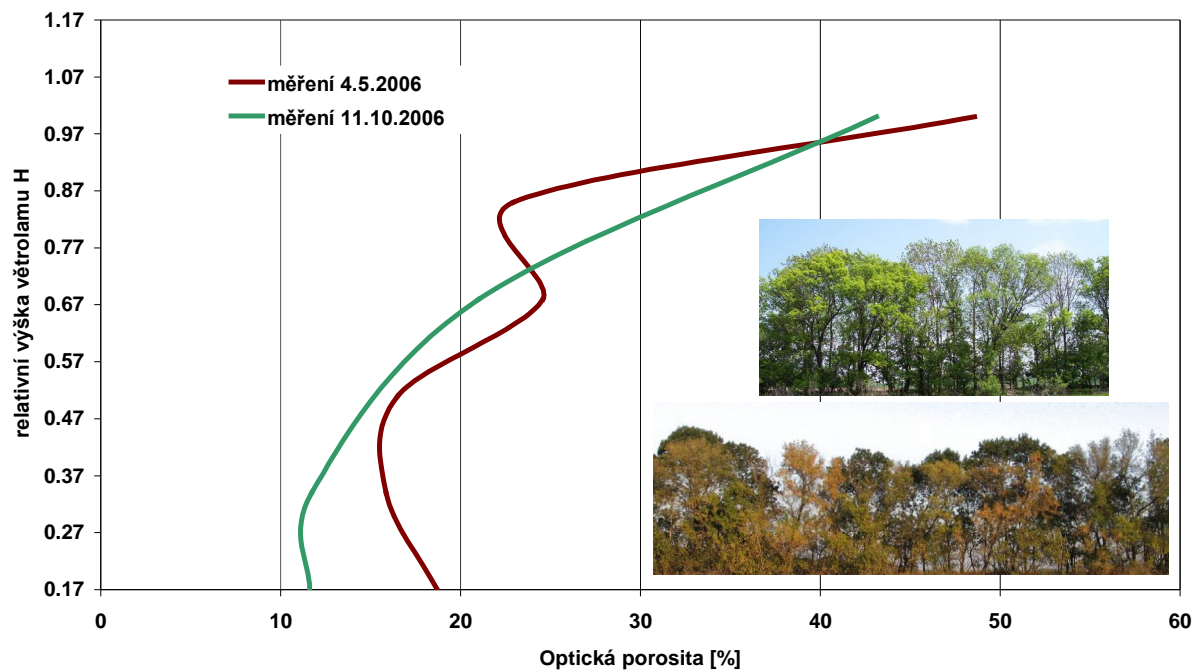 1.17
1.07
0.97
0.87
0.77
0.67
0.57
0.47
0.37
0.27
0.17
relativní výška větrolamu H
měření 4.5.2006
měření 11.10.2006
0 10 20 30 40 50 60
Optická porosita [%]